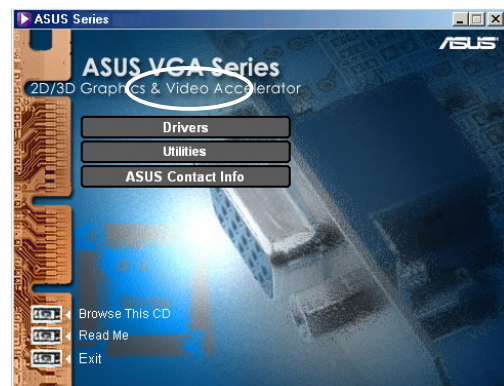 ASUS Series
ASUS
ASUS VGA Series
2D/3D Graphics & Video Accelerator
Drivers
Utilities
ASUS Contact Info
Browse This CD
Read Me
Exit